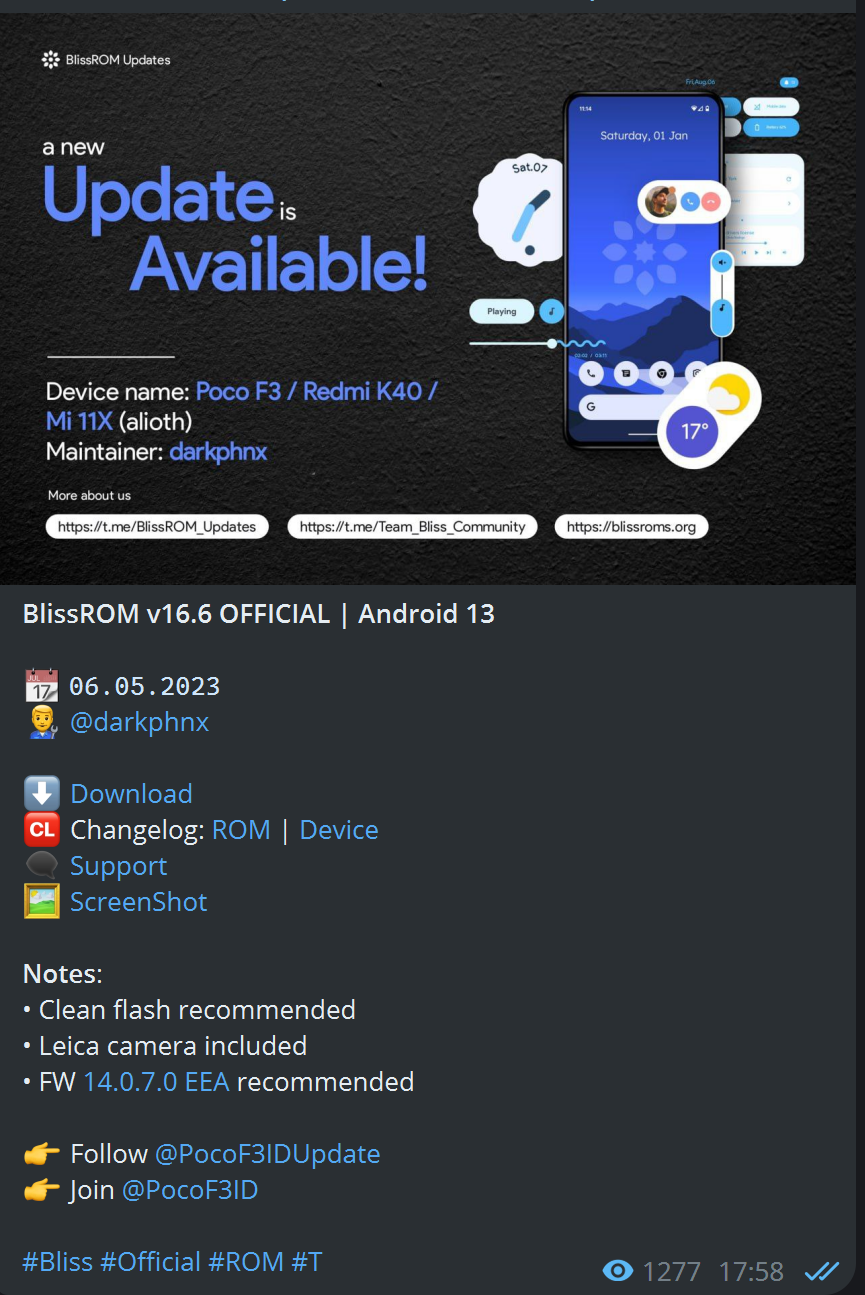 BlissROM Updates
a new
Update is
Available!
Device name: Poco F3 / Redmi K40 /
Mi 11X (alioth)
Maintainer: darkphnx
More about us
https://t.me/BlissROM_Updates
https://t.me/Team_Bliss_Community
https://blissroms.org
Fri,Aug.06
11:14
Saturday, 01 Jan
Sat.07
Playing
G
17°
BlissROM v16.6 OFFICIAL | Android 13
JUL
17
06.05.2023
@darkphnx
Download
CL Changelog: ROM | Device
Support
ScreenShot
Notes:
• Clean flash recommended
• Leica camera included
• FW 14.0.7.0 EEA recommended
Follow @PocoF3IDUpdate
Join @PocoF3ID
#Bliss #Official #ROM #T
1277 17:58